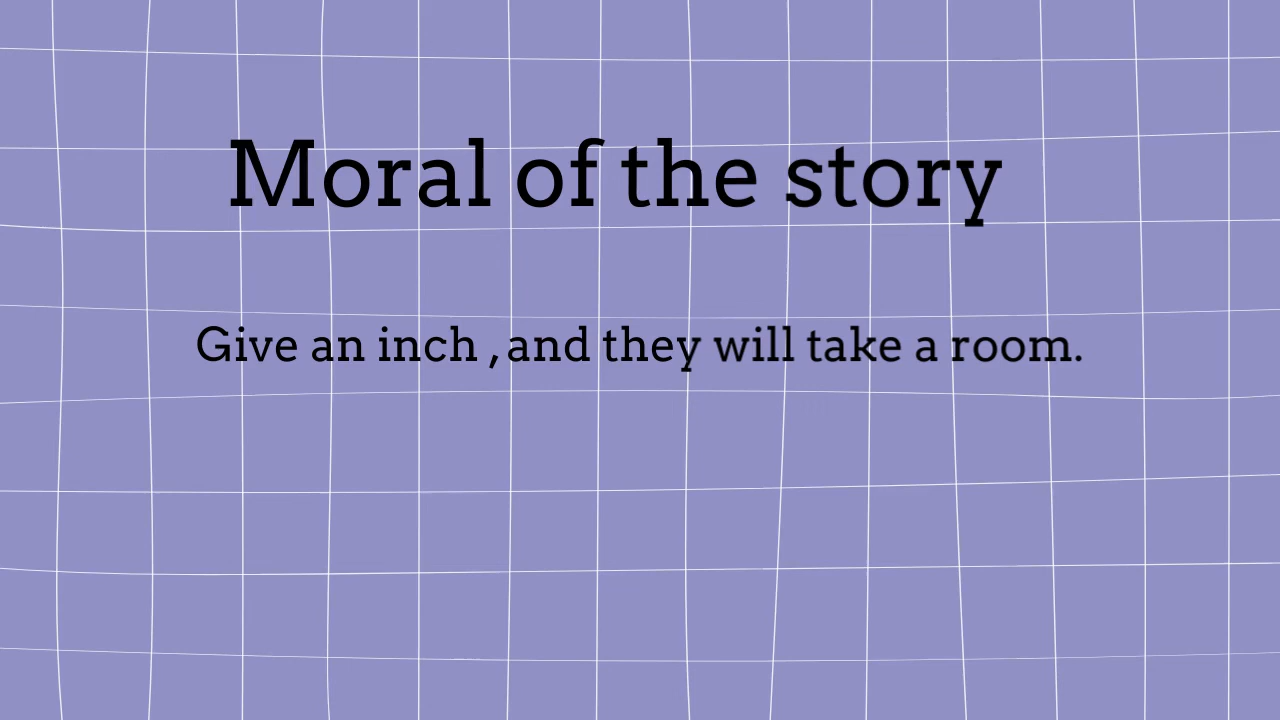 Moral of the story
Give an inch ,and they will take a room.